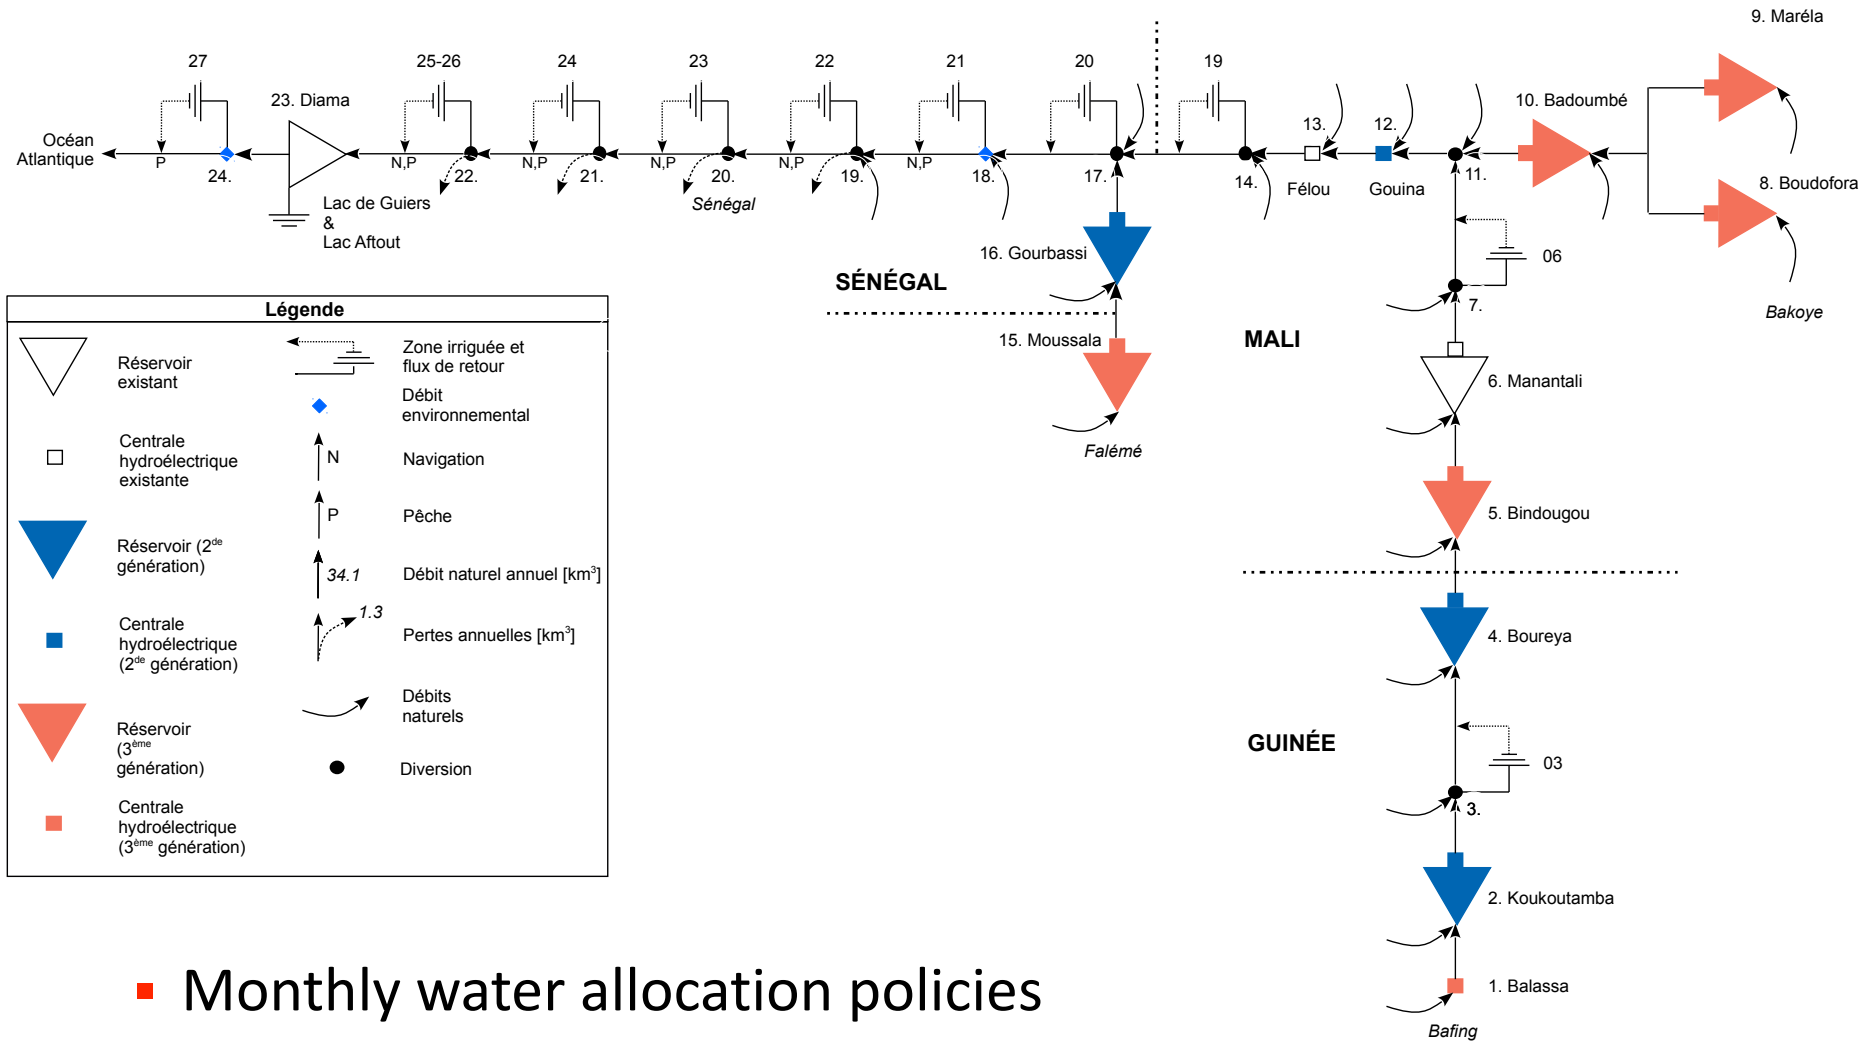 9. Maréla
27
25-26
24
23
22
21
20
19
23. Diama
10. Badoumbé
13.
12.
Océan
Atlantique
P
24.
N,P
22.
N,P
21.
N,P
20.
N,P
19.
N,P
18.
17.
14.
Félou
Gouina
11.
8. Boudofora
Lac de Guiers
&
Lac Aftout
Sénégal
16. Gourbassi
SÉNÉGAL
06
7.
Bakoye
15. Moussala
MALI
6. Manantali
Falémé
5. Bindougou
4. Boureya
GUINÉE
03
3.
2. Koukoutamba
1. Balassa
Bafing
Légende
Réservoir
existant
Centrale
hydroélectrique
existante
Réservoir (2de
génération)
Centrale
hydroélectrique
(2de génération)
Réservoir
(3ème
génération)
Centrale
hydroélectrique
(3ème génération)
Zone irriguée et
flux de retour
Débit
environnemental
N
Navigation
P
Pêche
34.1
Débit naturel annuel [km3]
1.3
Pertes annuelles [km3]
Débits
naturels
Diversion
Monthly water allocation policies